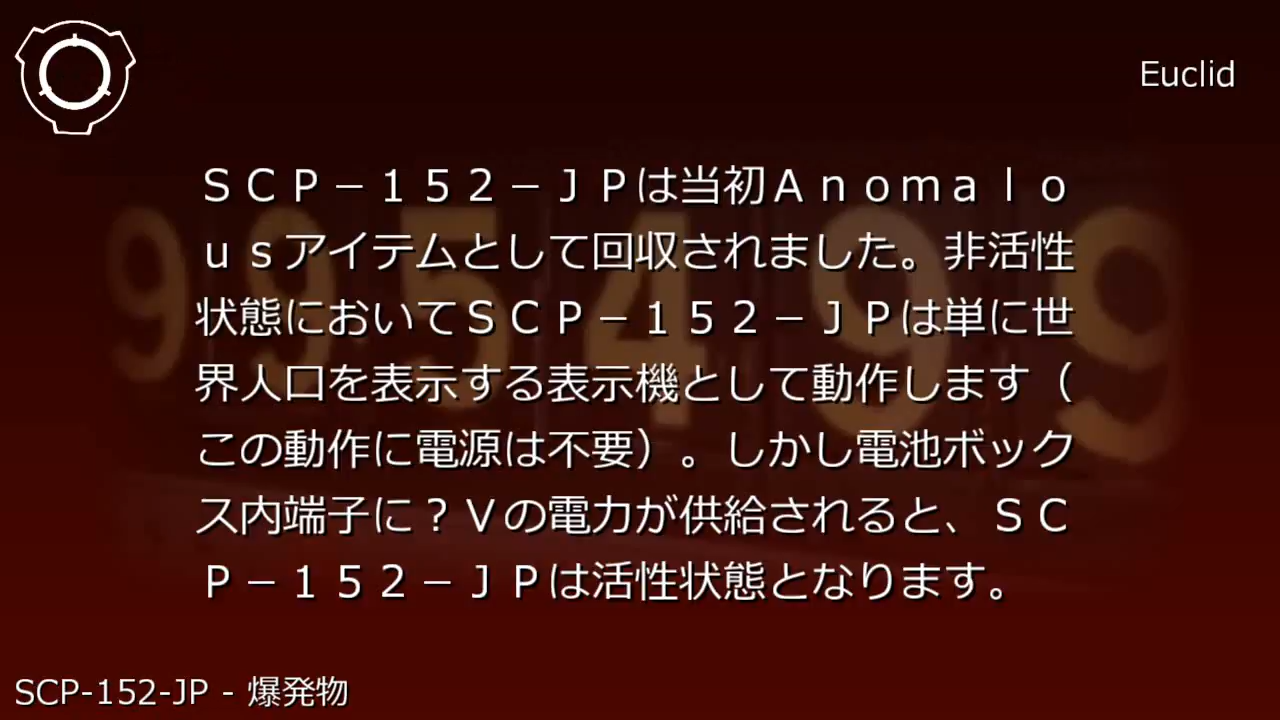 Euclid
ＳＣＰ－１５２－ＪＰは当初Ａｎｏｍａｌｏ
ｕｓアイテムとして回収されました。非活性
状態においてＳＣＰ－１５２－ＪＰは単に世
界人口を表示する表示機として動作します（
この動作に電源は不要）。しかし電池ボック
ス内端子に？Ｖの電力が供給されると、ＳＣ
Ｐ－１５２－ＪＰは活性状態となります。
SCP-152-JP - 爆発物
995499